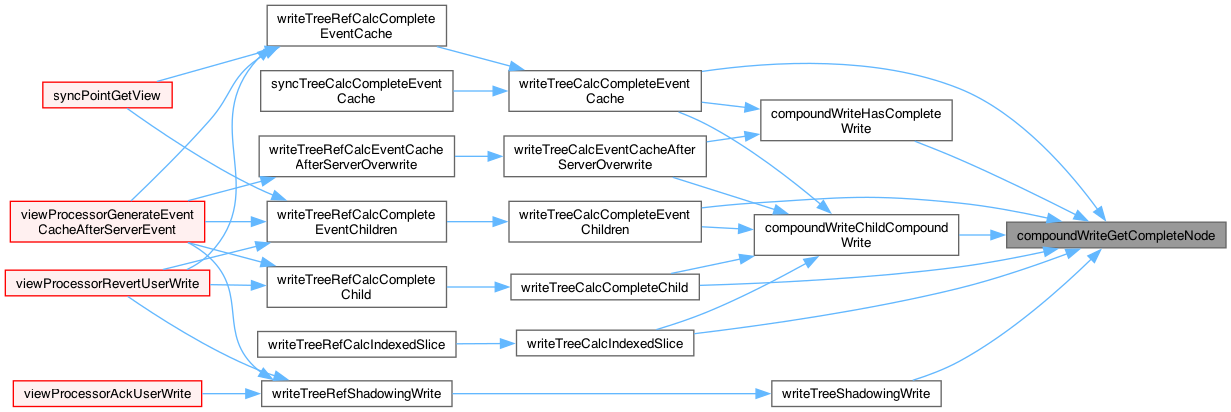 writeTreeRefCalcComplete
EventCache
syncPointGetView
syncTreeCalcCompleteEvent
Cache
writeTreeCalcCompleteEvent
Cache
compoundWriteHasComplete
Write
writeTreeRefCalcEventCache
AfterServerOverwrite
writeTreeCalcEventCacheAfter
ServerOverwrite
viewProcessorGenerateEvent
CacheAfterServerEvent
writeTreeRefCalcComplete
EventChildren
writeTreeCalcCompleteEvent
Children
compoundWriteChildCompound
Write
compoundWriteGetCompleteNode
viewProcessorRevertUserWrite
writeTreeRefCalcComplete
Child
writeTreeCalcCompleteChild
writeTreeRefCalcIndexedSlice
writeTreeCalcIndexedSlice
viewProcessorAckUserWrite
writeTreeRefShadowingWrite
writeTreeShadowingWrite